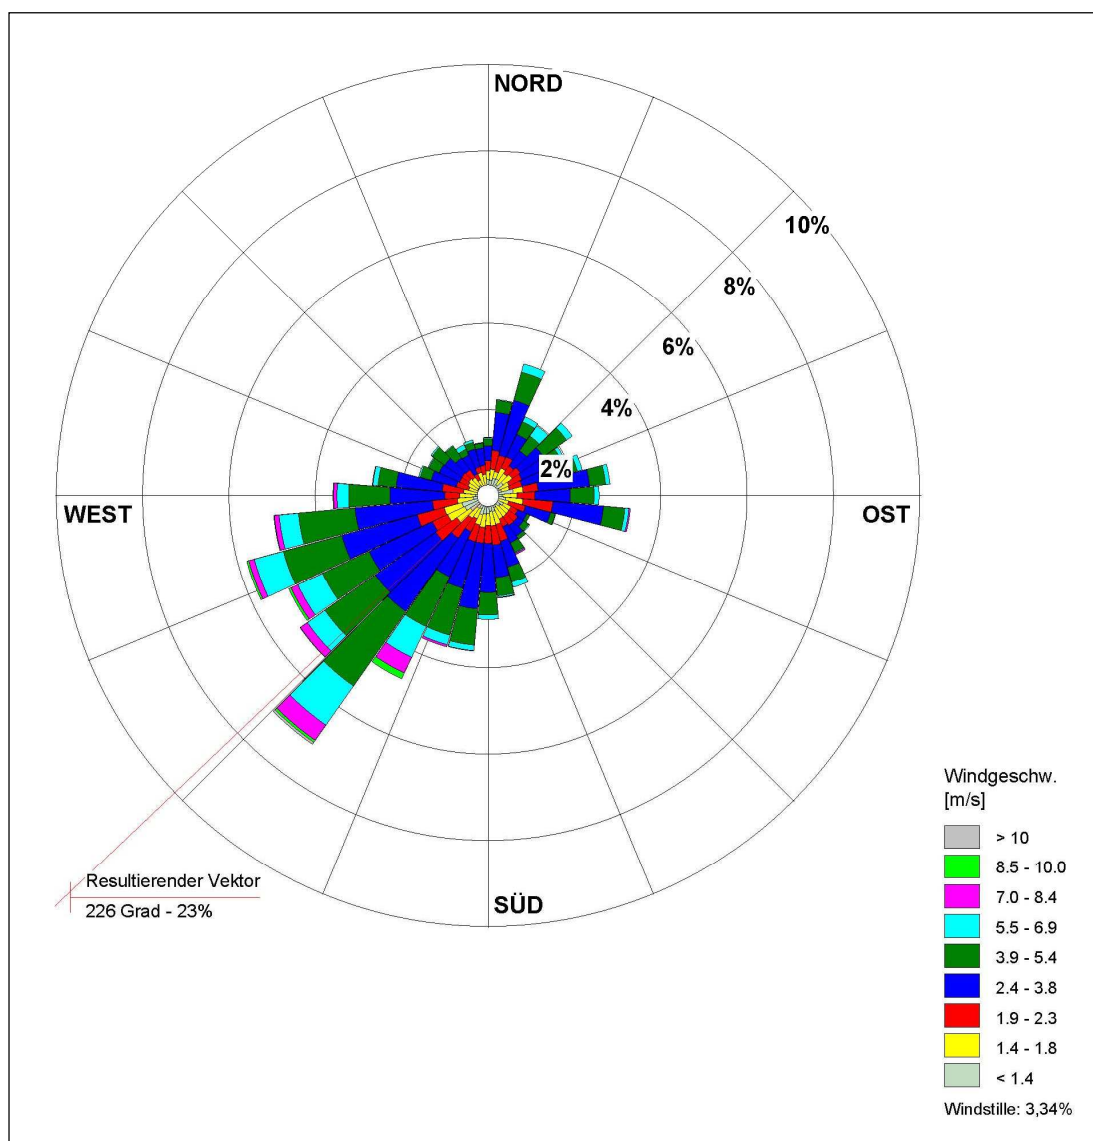 NORD
10%
8%
6%
4%
2%
WEST
OST
SÜD
Resultierender Vektor
226 Grad - 23%
Windgeschw.
[m/s]
> 10
8.5 - 10.0
7.0 - 8.4
5.5 - 6.9
3.9 - 5.4
2.4 - 3.8
1.9 - 2.3
1.4 - 1.8
< 1.4
Windstille: 3,34%